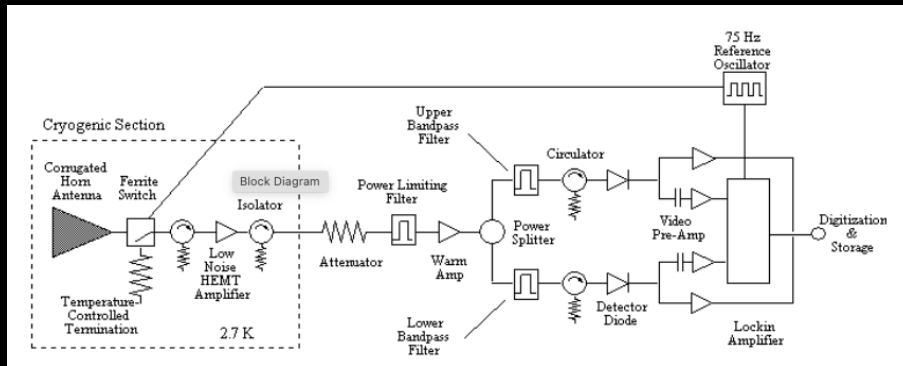 75 Hz
Reference
Oscillator
Cryogenic Section
Upper
Bandpass
Filter
Corrugated
Horn
Antenna
Ferrite
Switch
Block Diagram
Isolator
Power Limiting
Filter
Circulator
Low
Noise
HEMT
Amplifier
Attenuator
Warm
Amp
Power
Splitter
Video
Pre-Amp
Digitization
&
Storage
Temperature-
Controlled
Termination
2.7 K
Lower
Bandpass
Filter
Detector
Diode
Lockin
Amplifier